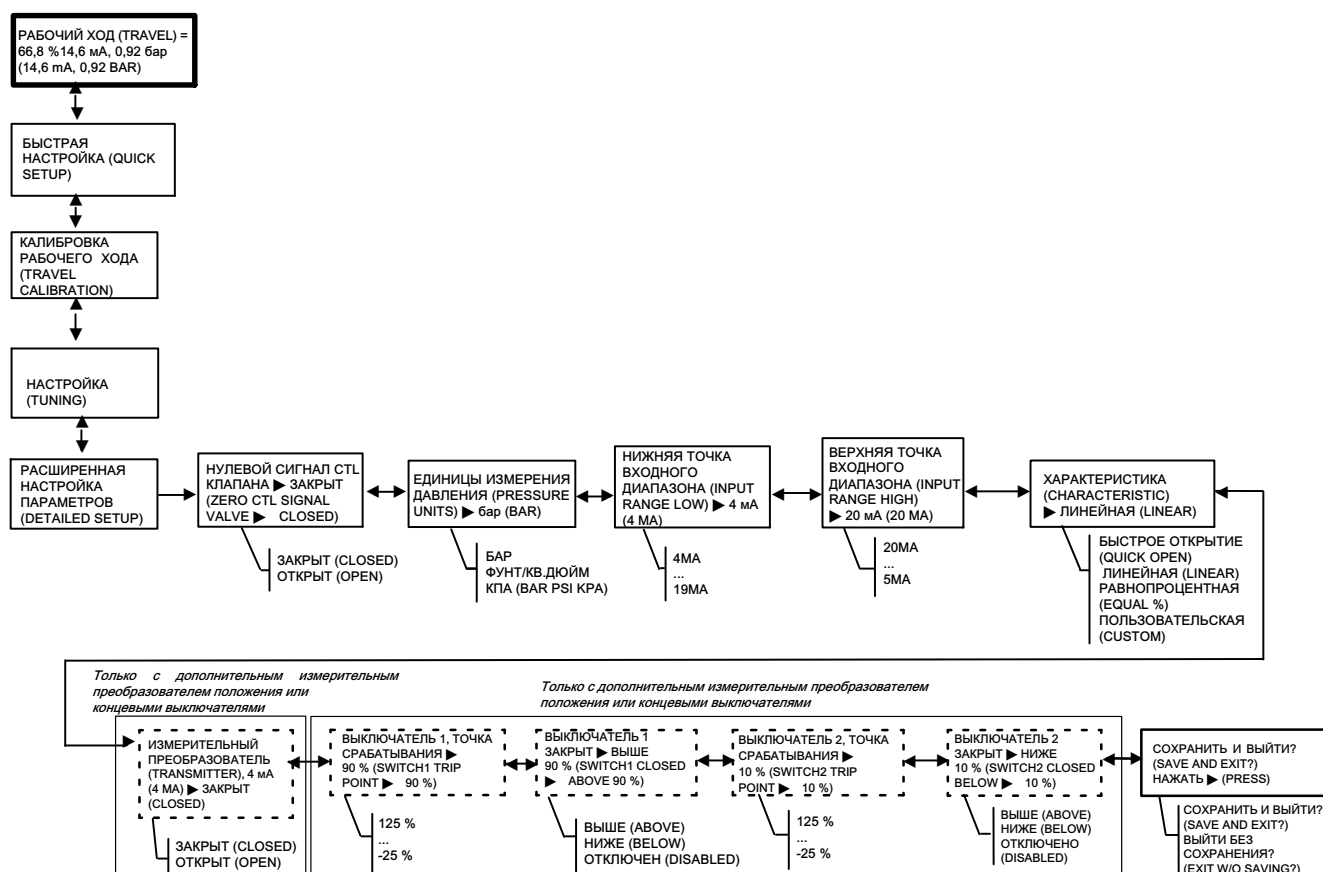 РАБОЧИЙ ХОД (TRAVEL) =
66,8 %14,6 мА, 0,92 бар
(14,6 mA, 0,92 BAR)
БЫСТРАЯ
НАСТРОЙКА (QUICK
SETUP)
КАЛИБРОВКА
РАБОЧЕГО ХОДА
(TRAVEL
CALIBRATION)
НАСТРОЙКА
(TUNING)
РАСШИРЕННАЯ
НАСТРОЙКА
ПАРАМЕТРОВ
(DETAILED SETUP)
НУЛЕВОЙ СИГНАЛ CTL
КЛАПАНА ▶ ЗАКРЫТ
(ZERO CTL SIGNAL
VALVE ▶ CLOSED)
ЗАКРЫТ (CLOSED)
ОТКРЫТ (OPEN)
ЕДИНИЦЫ ИЗМЕРЕНИЯ
ДАВЛЕНИЯ (PRESSURE
UNITS) ▶ бар (BAR)
БАР
ФУНТ/КВ.ДЮЙМ
КПА (BAR PSI KPA)
НИЖНЯЯ ТОЧКА
ВХОДНОГО
ДИАПАЗОНА (INPUT
RANGE LOW) ▶ 4 мА
(4 MA)
4MA
...
19MA
ВЕРХНЯЯ ТОЧКА
ВХОДНОГО
ДИАПАЗОНА (INPUT
RANGE HIGH)
▶ 20 мА (20 MA)
20MA
...
5MA
ХАРАКТЕРИСТИКА
(CHARACTERISTIC)
▶ ЛИНЕЙНАЯ (LINEAR)
БЫСТРОЕ ОТКРЫТИЕ
(QUICK OPEN)
ЛИНЕЙНАЯ (LINEAR)
РАВНОПРОЦЕНТНАЯ
(EQUAL %)
ПОЛЬЗОВАТЕЛЬСКАЯ
(CUSTOM)
Только с дополнительным измерительным
преобразователем положения или
концевыми выключателями
Только с дополнительным измерительным преобразователем
положения или концевыми выключателями
ИЗМЕРИТЕЛЬНЫЙ
ПРЕОБРАЗОВАТЕЛЬ
(TRANSMITTER), 4 мА
(4 MA) ▶ ЗАКРЫТ
(CLOSED)
ЗАКРЫТ (CLOSED)
ОТКРЫТ (OPEN)
ВЫКЛЮЧАТЕЛЬ 1, ТОЧКА
СРАБАТЫВАНИЯ ▶
90 % (SWITCH1 TRIP
POINT ▶ 90 %)
125 %
...
-25 %
ВЫКЛЮЧАТЕЛЬ 1
ЗАКРЫТ ▶ ВЫШЕ
90 % (SWITCH1 CLOSED
▶ ABOVE 90 %)
ВЫШЕ (ABOVE)
НИЖЕ (BELOW)
ОТКЛЮЧЕН (DISABLED)
ВЫКЛЮЧАТЕЛЬ 2, ТОЧКА
СРАБАТЫВАНИЯ ▶
10 % (SWITCH2 TRIP
POINT ▶ 10 %)
125 %
...
-25 %
ВЫКЛЮЧАТЕЛЬ 2
ЗАКРЫТ ▶ НИЖЕ
10 % (SWITCH2 CLOSED
BELOW ▶ 10 %)
ВЫШЕ (ABOVE)
НИЖЕ (BELOW)
ОТКЛЮЧЕНО
(DISABLED)
СОХРАНИТЬ И ВЫЙТИ?
(SAVE AND EXIT?)
НАЖАТЬ ▶ (PRESS)
СОХРАНИТЬ И ВЫЙТИ?
(SAVE AND EXIT?)
ВЫЙТИ БЕЗ
СОХРАНЕНИЯ?
(EXIT W/O SAVING?)